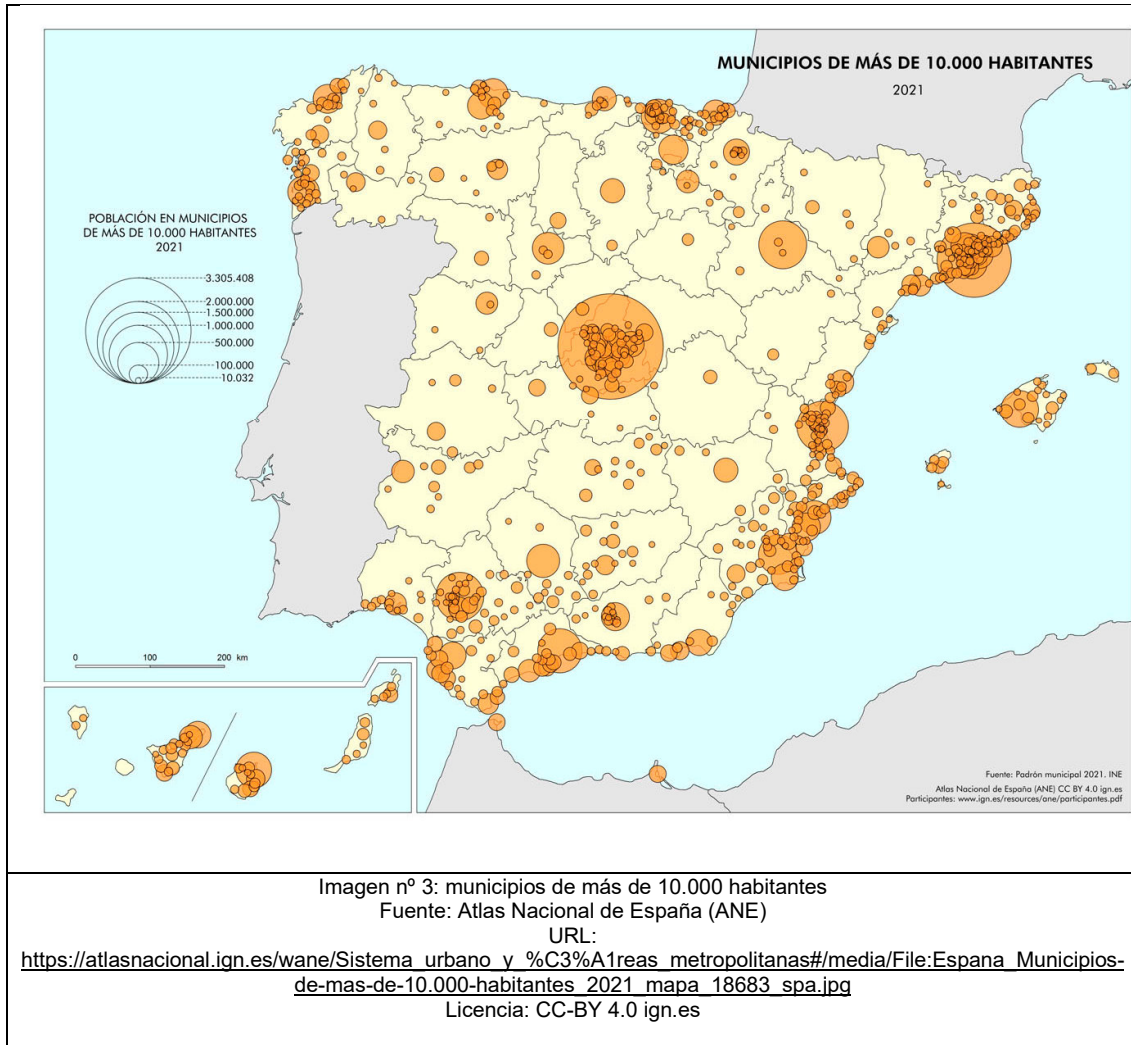 MUNICIPIOS DE MÁS DE 10.000 HABITANTES
2021
POBLACIÓN EN MUNICIPIOS
DE MÁS DE 10.000 HABITANTES
2021
3.305.408
2.000.000
1.500.000
1.000.000
500.000
100.000
10.032
0 100 200 km
Fuente: Padrón municipal 2021. INE
Atlas Nacional de España (ANE) CC BY 4.0 ign.es
Participantes: www.ign.es/resources/ane/participantes.pdf
Imagen nº 3: municipios de más de 10.000 habitantes
Fuente: Atlas Nacional de España (ANE)
URL:
https://atlasnacional.ign.es/wane/Sistema_urbano_y_%C3%A1reas_metropolitanas#/media/File:Espana_Municipios-
de-mas-de-10.000-habitantes_2021_mapa_18683_spa.jpg
Licencia: CC-BY 4.0 ign.es